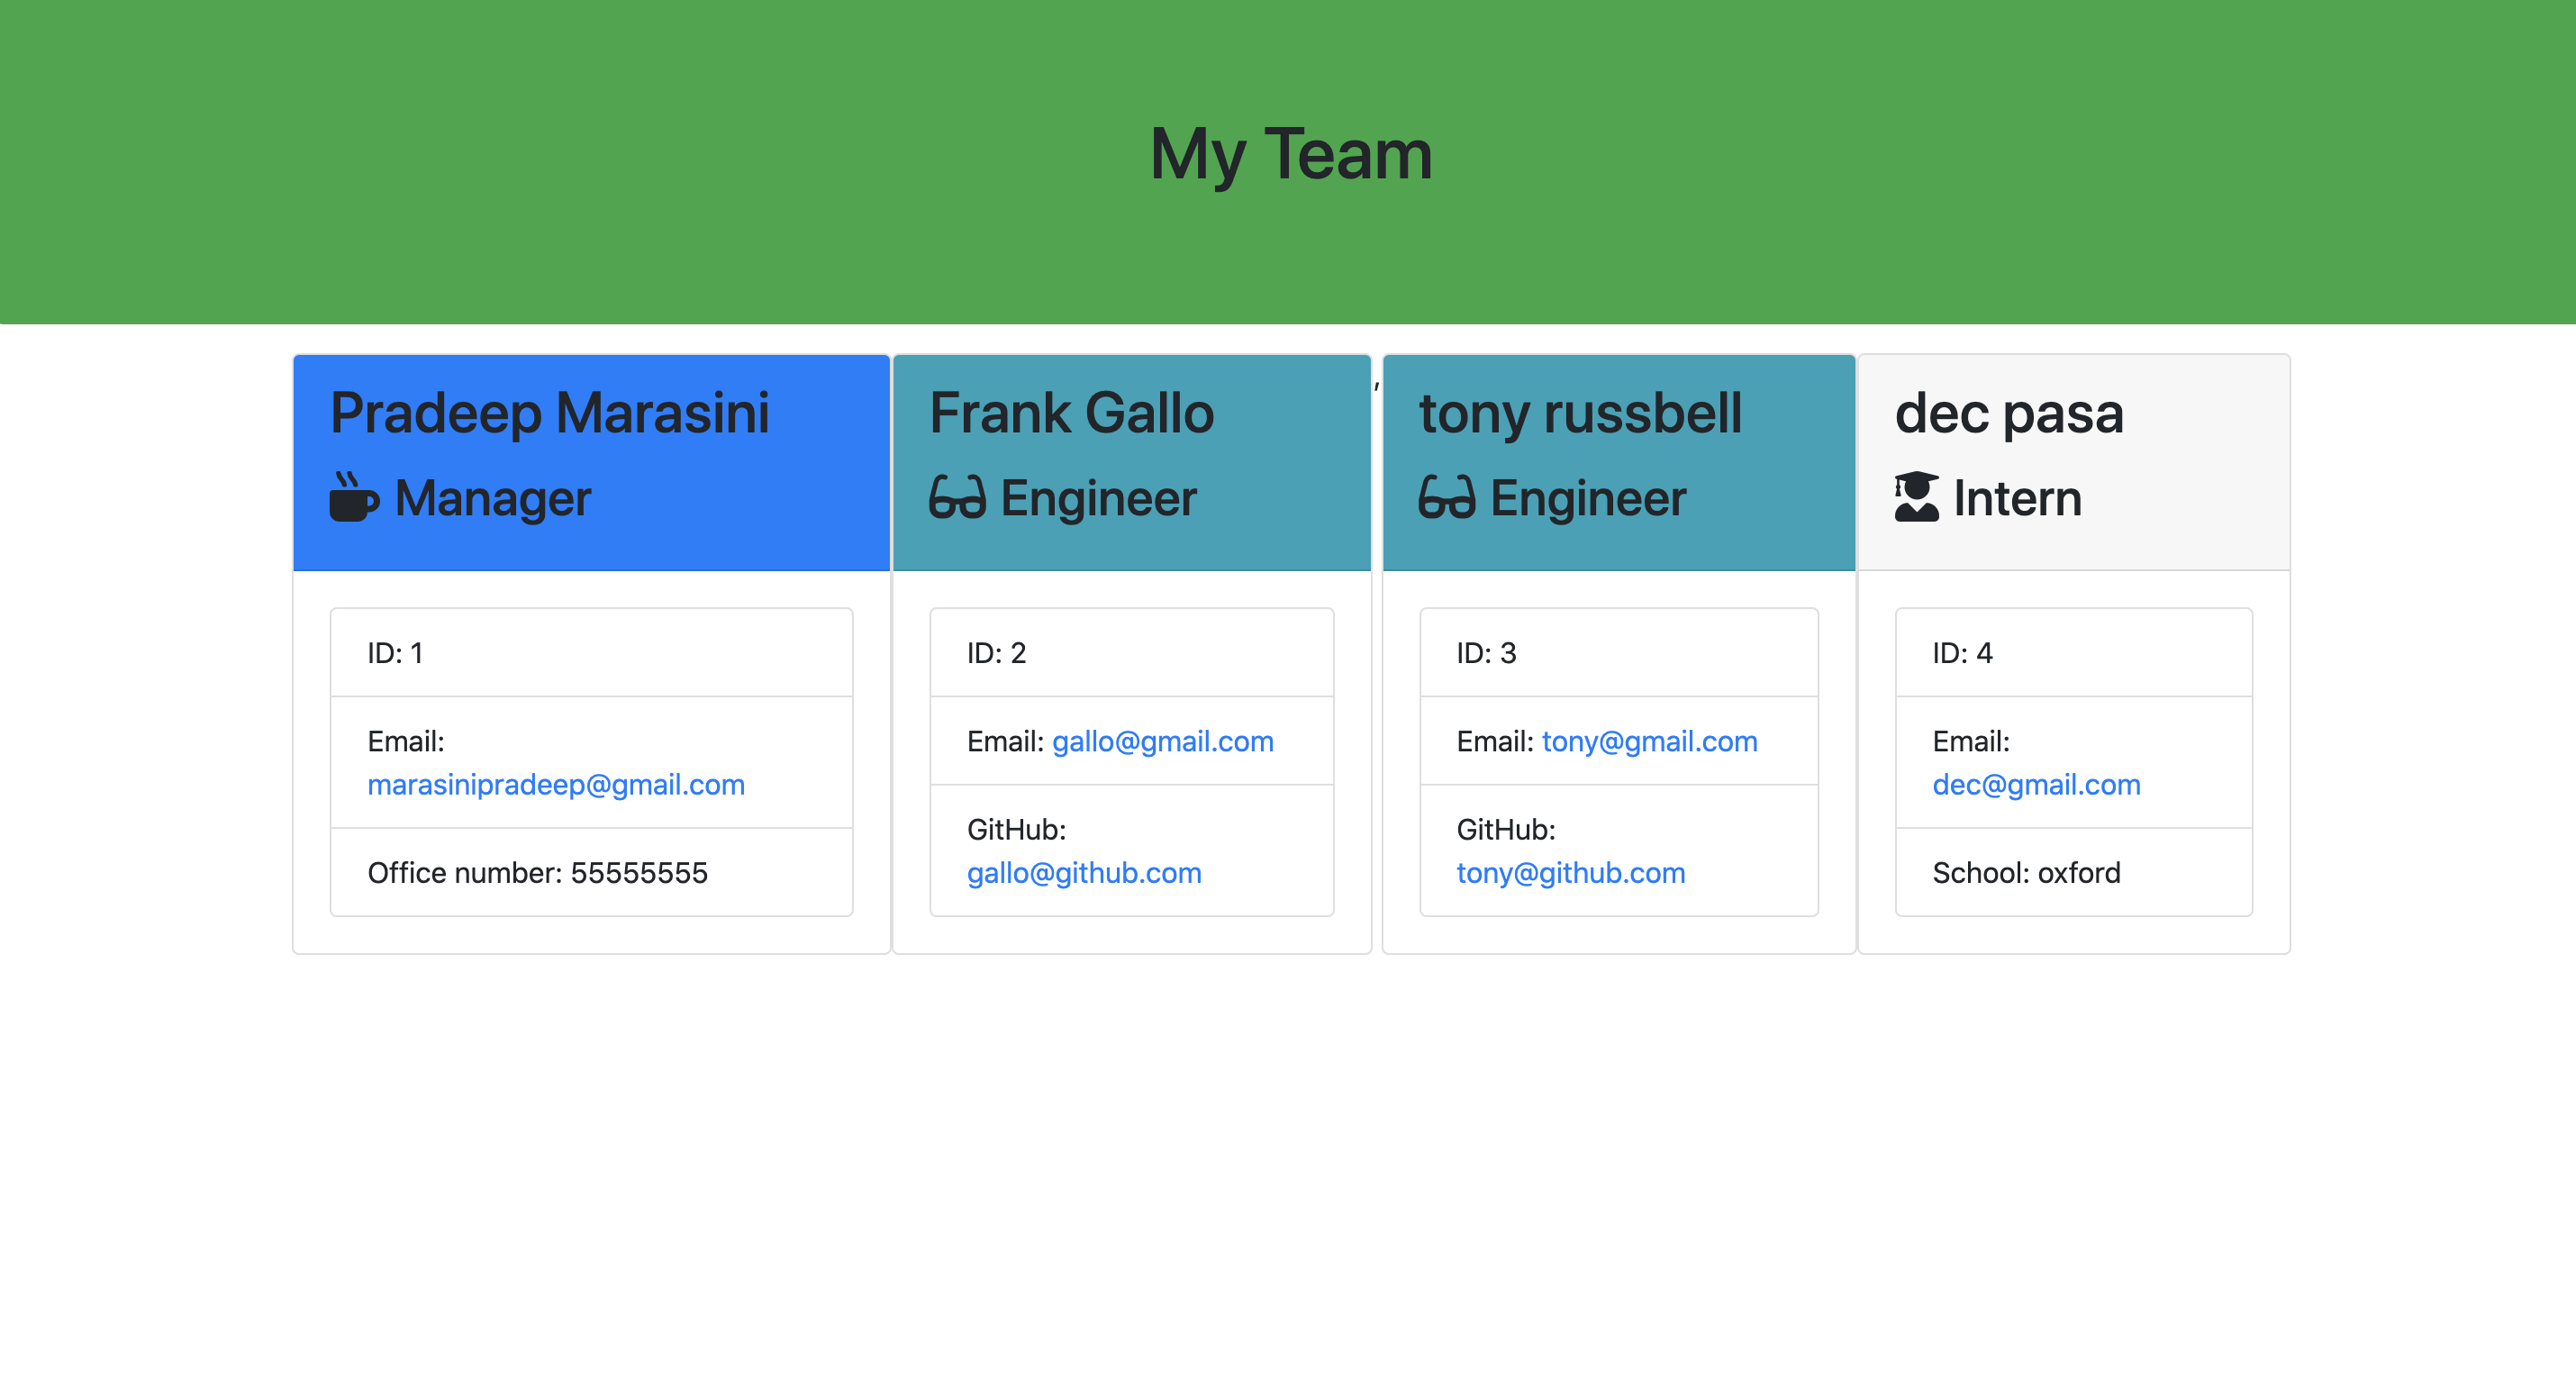 My Team
Pradeep Marasini
Manager
ID: 1
Email:
marasinipradeep@gmail.com
Office number: 55555555
Frank Gallo
Engineer
ID: 2
Email: gallo@gmail.com
GitHub:
gallo@github.com
,
tony russbell
Engineer
ID: 3
Email: tony@gmail.com
GitHub:
tony@github.com
dec pasa
Intern
ID: 4
Email:
dec@gmail.com
School: oxford